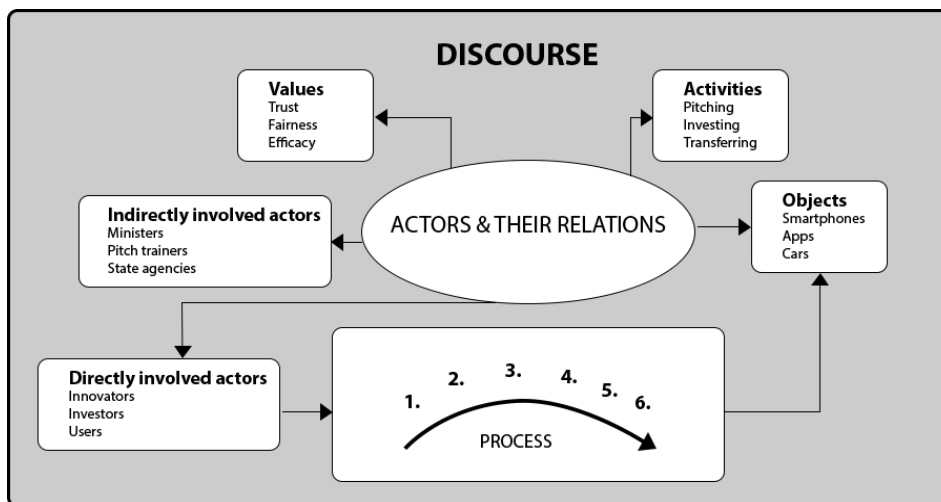 DISCOURSE
Values
Trust
Fairness
Efficacy
Activities
Pitching
Investing
Transferring
Indirectly involved actors
Ministers
Pitch trainers
State agencies
ACTORS & THEIR RELATIONS
Objects
Smartphones
Apps
Cars
Directly involved actors
Innovators
Investors
Users
1.
2.
3.
4.
5.
6.
PROCESS